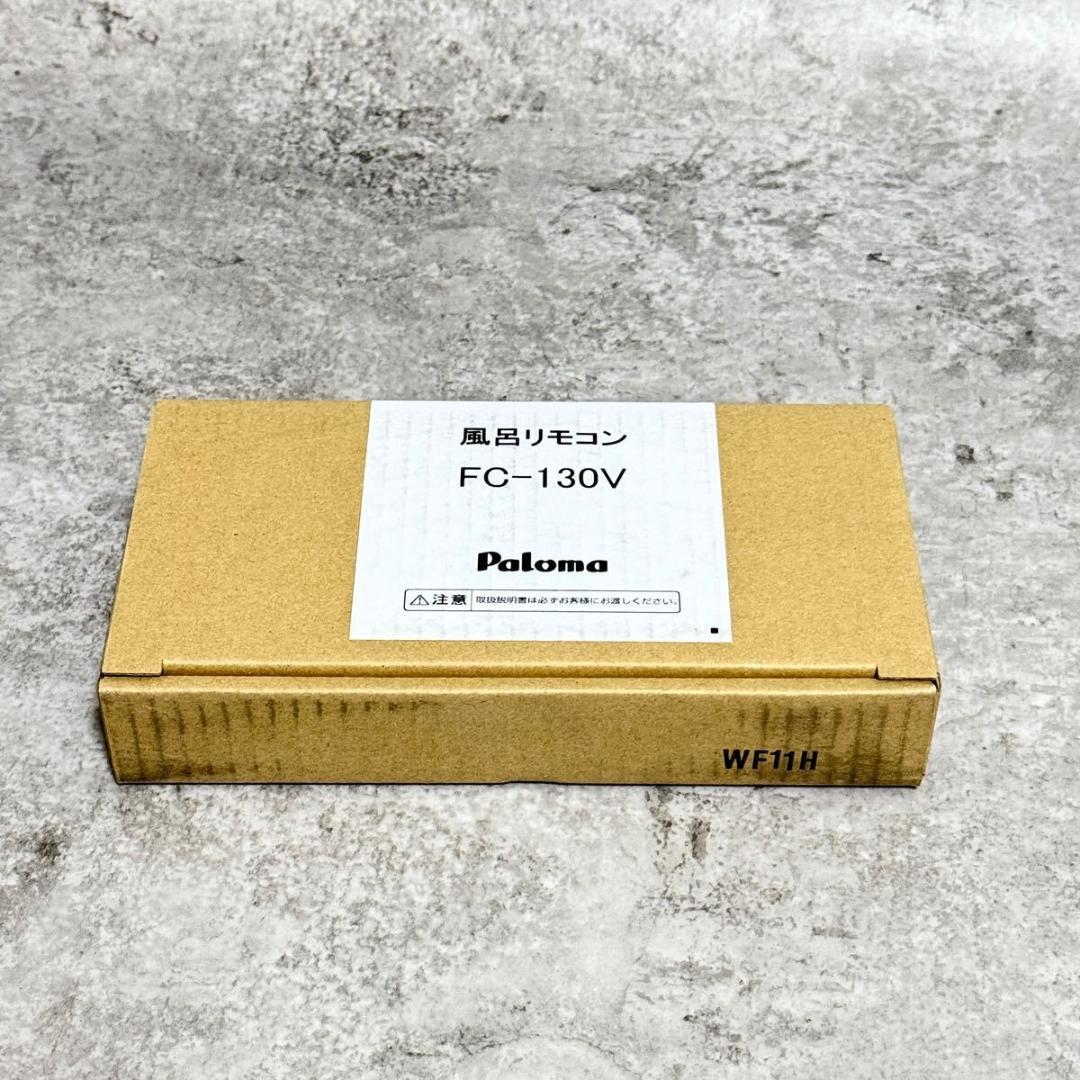 風呂リモコン
FC-130V
Paloma
⚠注意 取扱説明書は必ずお客様にお渡しください。
WF11H